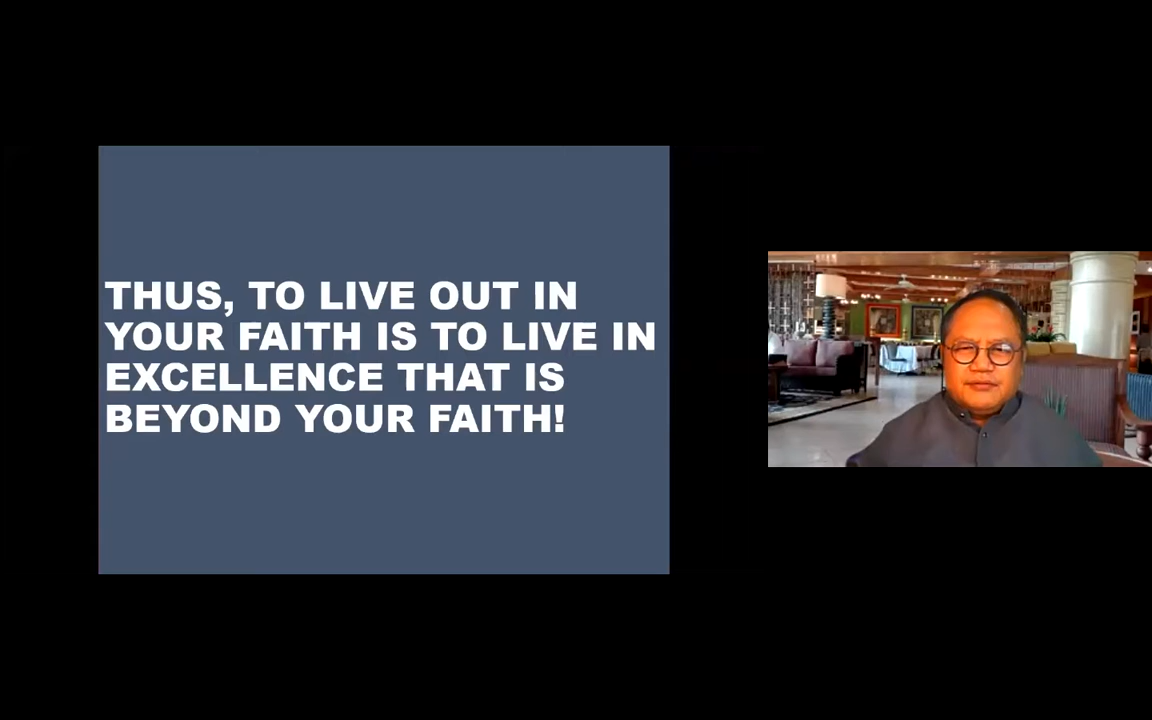 THUS, TO LIVE OUT IN
YOUR FAITH IS TO LIVE IN
EXCELLENCE THAT IS
BEYOND YOUR FAITH!